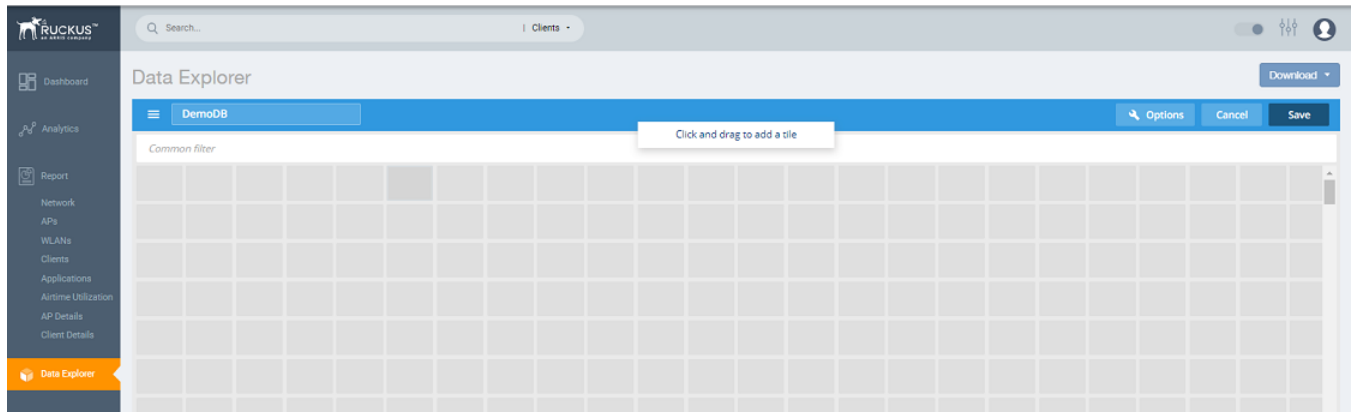 RUCKUS™
an ARRIS company
Search...
| Clients
Dashboard
Data Explorer
Download
DemoDB
Options
Cancel
Save
Click and drag to add a tile
Analytics
Common filter
Report
Network
APs
WLANs
Clients
Applications
Airtime Utilization
AP Details
Client Details
Data Explorer